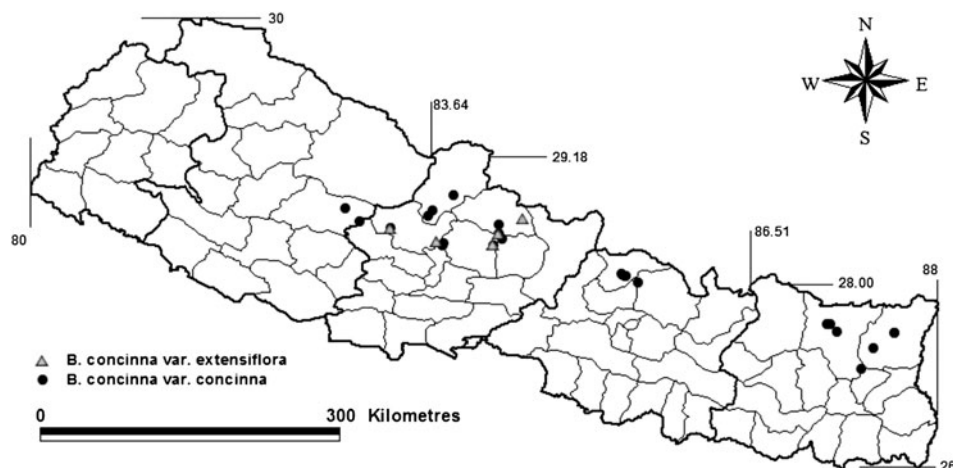 30
N
W E
S
83.64
29.18
80
86.51
28.00
88
B. concinna var. extensiflora
B. concinna var. concinna
0 300 Kilometres
26